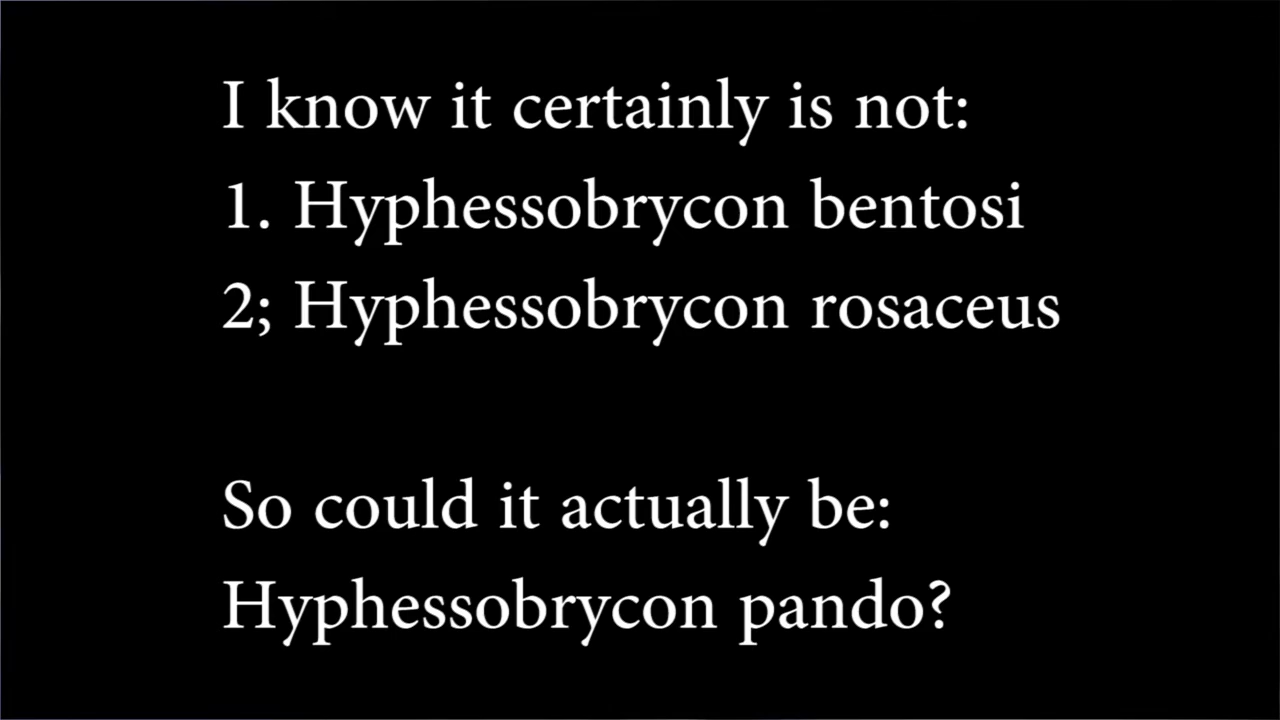 I know it certainly is not:
1. Hyphessobrycon bentosi
2; Hyphessobrycon rosaceus
So could it actually be:
Hyphessobrycon pando?